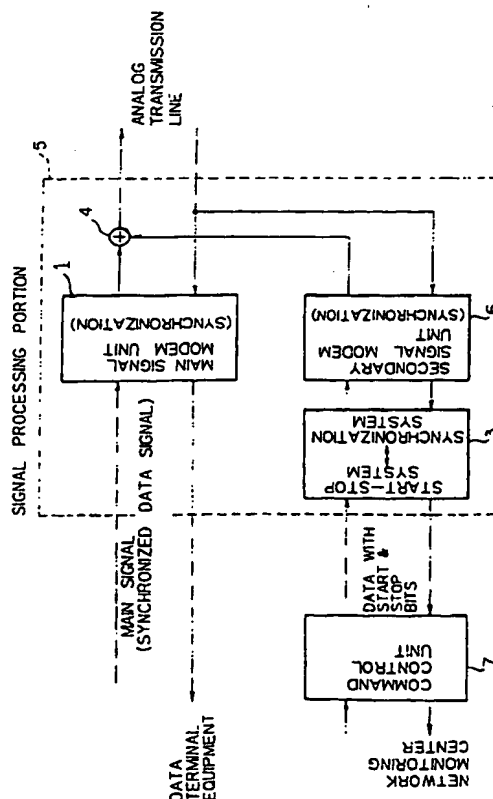 SIGNAL PROCESSING PORTION
5
MAIN SIGNAL
(SYNCHRONIZED DATA SIGNAL)
1
MAIN SIGNAL
MODEM UNIT
(SYNCHRONIZATION)
4
+
ANALOG
TRANSMISSION
LINE
DATA
TERMINAL
EQUIPMENT
COMMAND
CONTROL
UNIT
7
DATA WITH
START &
STOP
BITS
START-STOP
SYSTEM
SYNCHRONIZATION
SYSTEM
3
SECONDARY
SIGNAL MODEM
UNIT
(SYNCHRONIZATION)
6
NETWORK
MONITORING
CENTER